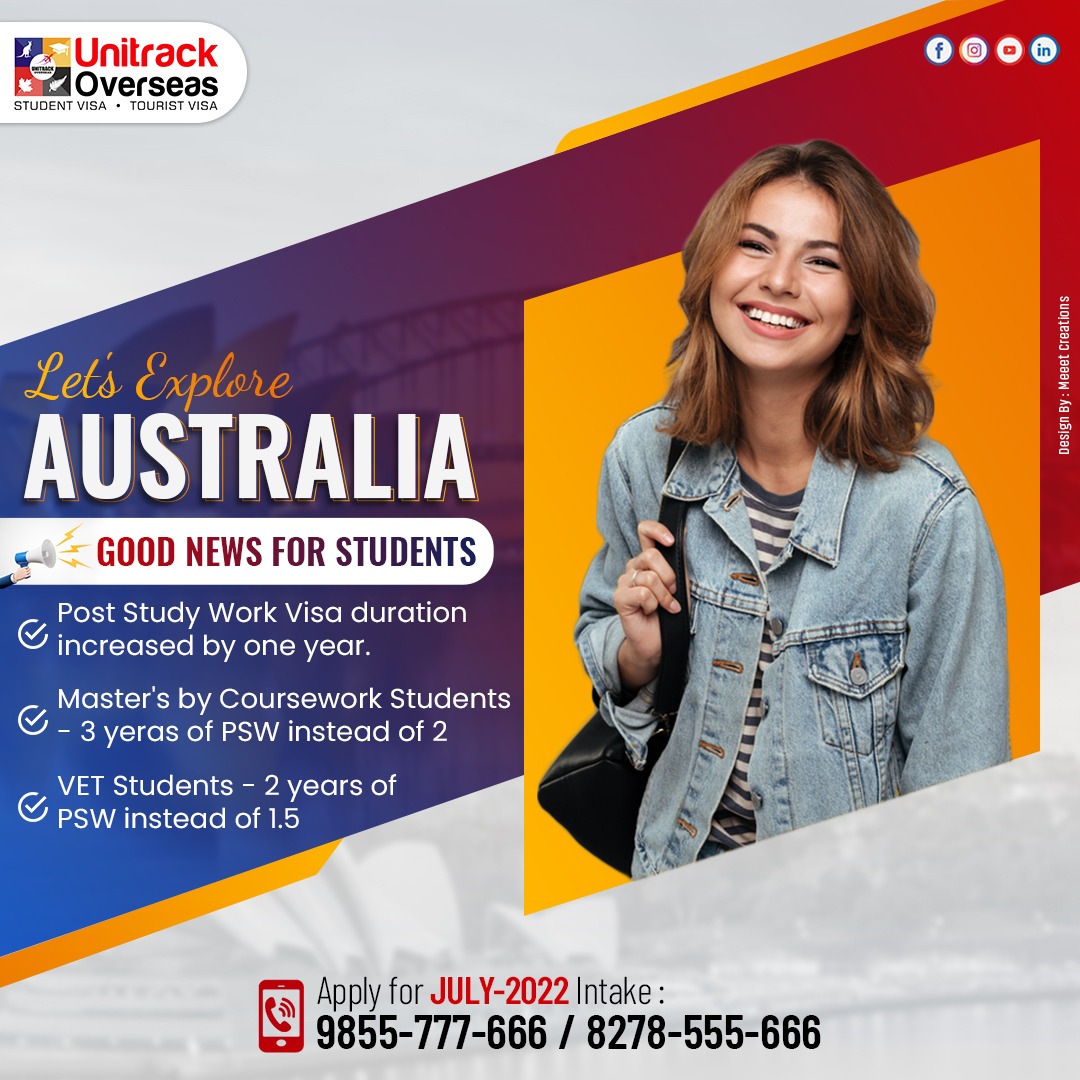 Unitrack
Overseas
STUDENT VISA • TOURIST VISA
Let's Explore
AUSTRALIA
GOOD NEWS FOR STUDENTS
Post Study Work Visa duration
increased by one year.
Master's by Coursework Students
- 3 yeras of PSW instead of 2
VET Students - 2 years of
PSW instead of 1.5
Design By : Meeet Creations
Apply for JULY-2022 Intake :
9855-777-666 / 8278-555-666